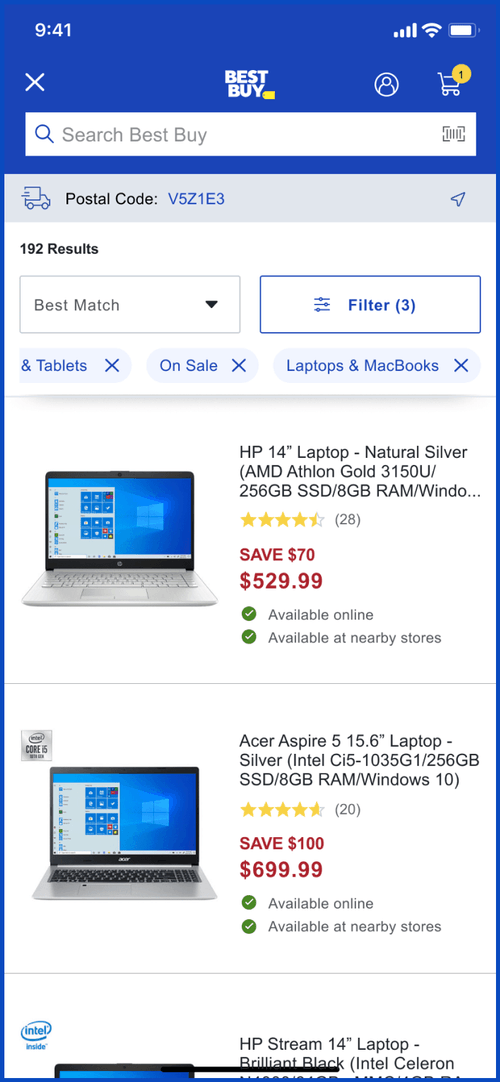 9:41
BEST
BUY
1
Search Best Buy
Postal Code: V5Z1E3
192 Results
Best Match
Filter (3)
& Tablets
On Sale
Laptops & MacBooks
HP 14” Laptop - Natural Silver
(AMD Athlon Gold 3150U/
256GB SSD/8GB RAM/Windo...
(28)
SAVE $70
$529.99
Available online
Available at nearby stores
intel
CORE i5
10TH GEN
Acer Aspire 5 15.6” Laptop -
Silver (Intel Ci5-1035G1/256GB
SSD/8GB RAM/Windows 10)
acer
(20)
SAVE $100
$699.99
Available online
Available at nearby stores
intel
inside
HP Stream 14” Laptop -
Brilliant Black (Intel Celeron